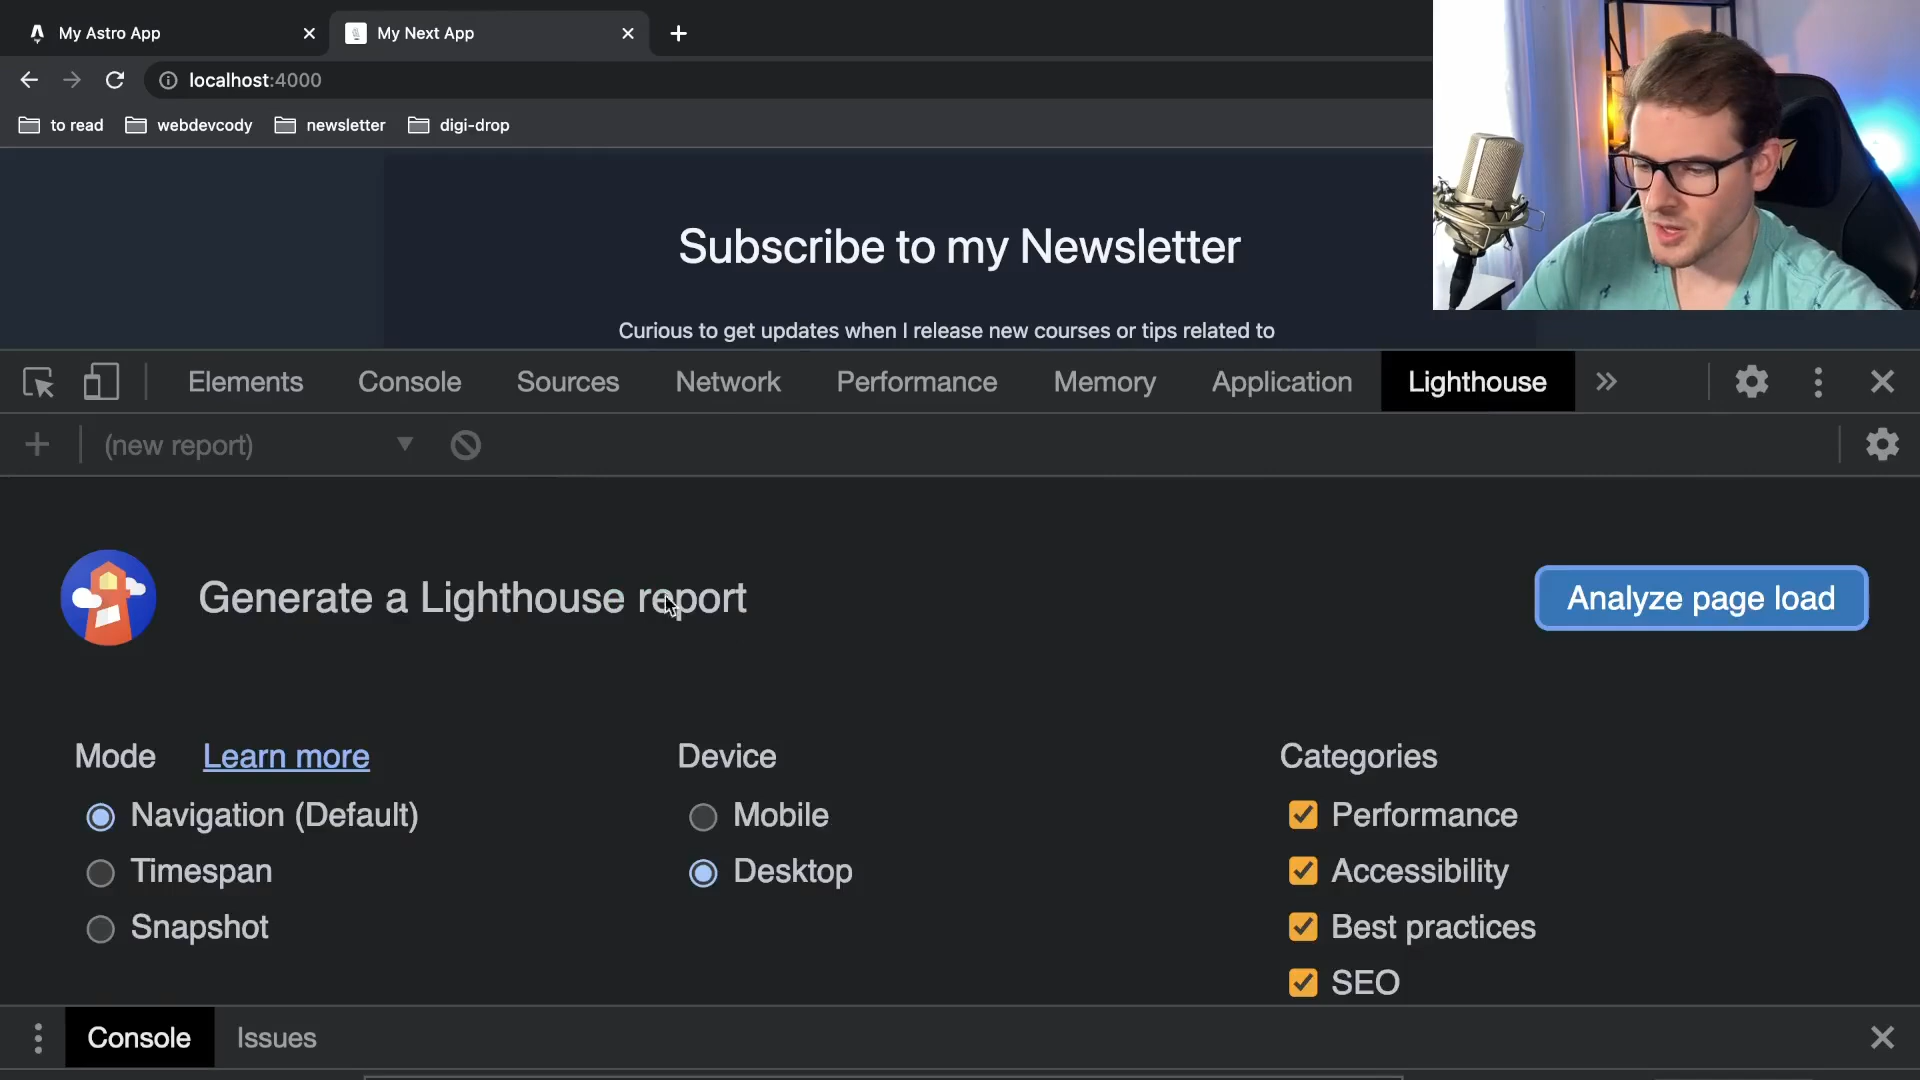 My Astro App
My Next App
localhost:4000
to read webdevcody newsletter digi-drop
Subscribe to my Newsletter
Curious to get updates when I release new courses or tips related to
Elements Console Sources Network Performance Memory Application Lighthouse
(new report)
Generate a Lighthouse report
Analyze page load
Mode Learn more
Navigation (Default)
Timespan
Snapshot
Device
Mobile
Desktop
Categories
Performance
Accessibility
Best practices
SEO
Console Issues